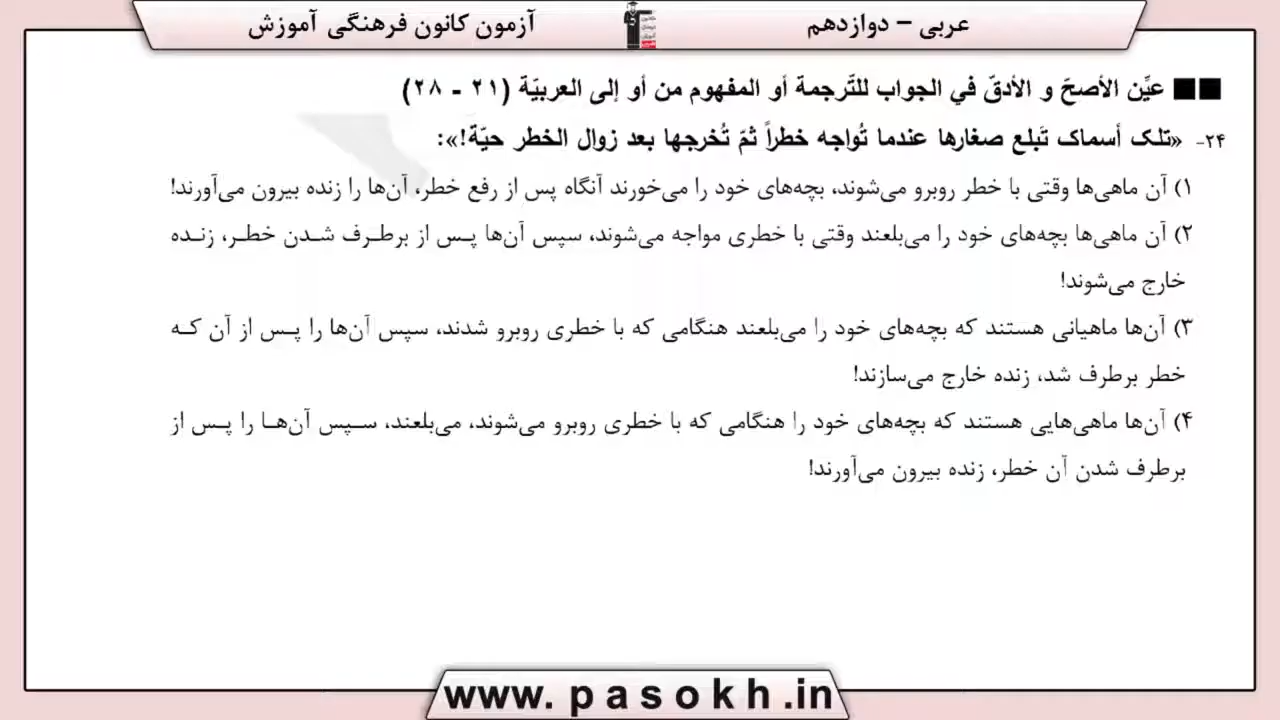 عربی – دوازدهم
آزمون کانون فرهنگی آموزش
■■ عیِّن الأصحَ و الأدقّ في الجواب للتّرجمة أو المفهوم من أو إلی العربیّة (۲۱ - ۲۸)
۲۴- «تلک أسماک تَبلع صغارها عندما تُواجه خطراً ثمّ تُخرجها بعد زوال الخطر حیّة!»:
۱) آن ماهی‌ها وقتی با خطر روبرو می‌شوند، بچه‌های خود را می‌خورند آنگاه پس از رفع خطر، آن‌ها را زنده بیرون می‌آورند!
۲) آن ماهی‌ها بچه‌های خود را می‌بلعند وقتی با خطری مواجه می‌شوند، سپس آن‌ها پس از برطرف شدن خطر، زنده
خارج می‌شوند!
۳) آن‌ها ماهیانی هستند که بچه‌های خود را می‌بلعند هنگامی که با خطری روبرو شدند، سپس آن‌ها را پس از آن که
خطر برطرف شد، زنده خارج می‌سازند!
۴) آن‌ها ماهی‌هایی هستند که بچه‌های خود را هنگامی که با خطری روبرو می‌شوند، می‌بلعند، سپس آن‌ها را پس از
برطرف شدن آن خطر، زنده بیرون می‌آورند!
www. p a s o k h .in